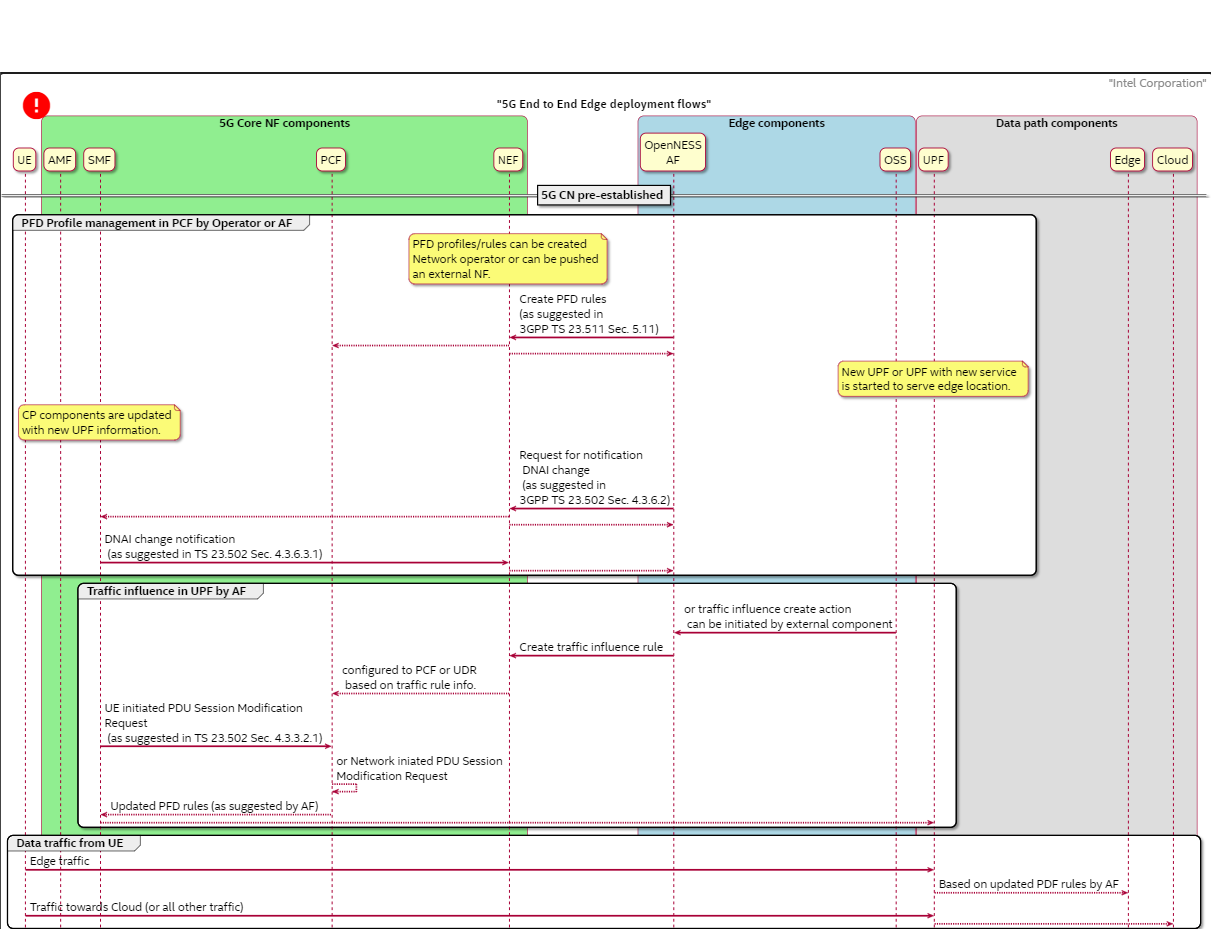 "Intel Corporation"
!
"5G End to End Edge deployment flows"
5G Core NF components
Edge components
Data path components
UE
AMF
SMF
PCF
NEF
OpenNESS
AF
OSS
UPF
Edge
Cloud
5G CN pre-established
PFD Profile management in PCF by Operator or AF
PFD profiles/rules can be created
Network operator or can be pushed
an external NF.
Create PFD rules
(as suggested in
3GPP TS 23.511 Sec. 5.11)
New UPF or UPF with new service
is started to serve edge location.
CP components are updated
with new UPF information.
Request for notification
DNAI change
(as suggested in
3GPP TS 23.502 Sec. 4.3.6.2)
DNAI change notification
(as suggested in TS 23.502 Sec. 4.3.6.3.1)
Traffic influence in UPF by AF
or traffic influence create action
can be initiated by external component
Create traffic influence rule
configured to PCF or UDR
based on traffic rule info.
UE initiated PDU Session Modification
Request
(as suggested in TS 23.502 Sec. 4.3.3.2.1)
or Network iniated PDU Session
Modification Request
Updated PFD rules (as suggested by AF)
Data traffic from UE
Edge traffic
Based on updated PDF rules by AF
Traffic towards Cloud (or all other traffic)